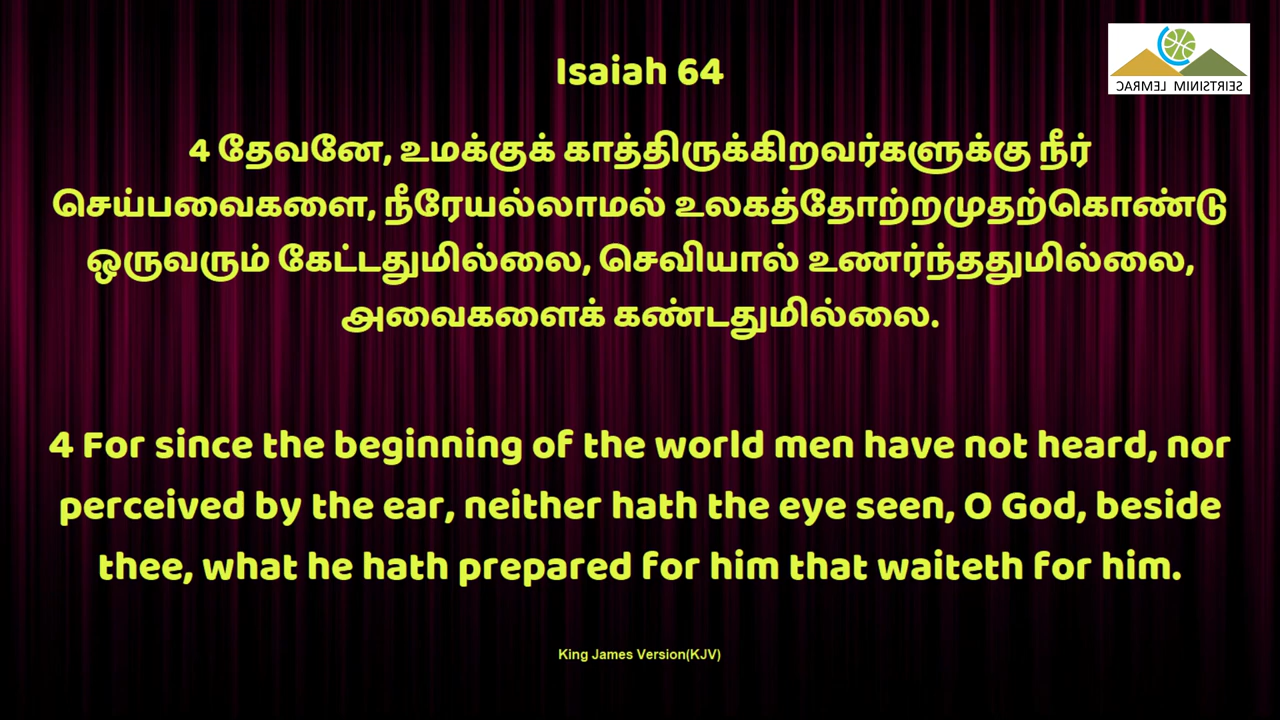 Isaiah 64
CARMEL MINISTRIES
4 தேவனே, உமக்குக் காத்திருக்கிறவர்களுக்கு நீர்
செய்பவைகளை, நீரேயல்லாமல் உலகத்தோற்றமுதற்கொண்டு
ஒருவரும் கேட்டதுமில்லை, செவியால் உணர்ந்ததுமில்லை,
அவைகளைக் கண்டதுமில்லை.
4 For since the beginning of the world men have not heard, nor
perceived by the ear, neither hath the eye seen, O God, beside
thee, what he hath prepared for him that waiteth for him.
King James Version(KJV)